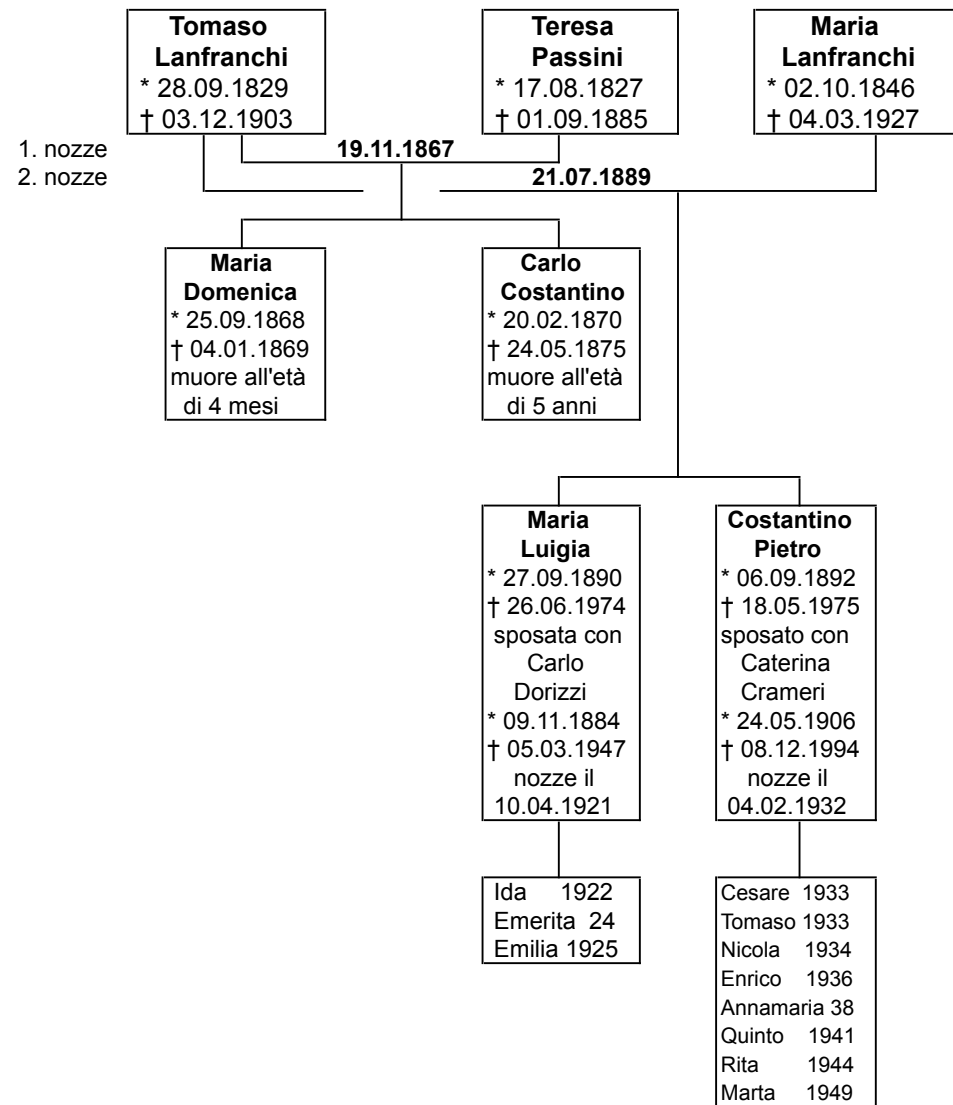 Tomaso
Lanfranchi
* 28.09.1829
† 03.12.1903
Teresa
Passini
* 17.08.1827
† 01.09.1885
Maria
Lanfranchi
* 02.10.1846
† 04.03.1927
1. nozze
19.11.1867
2. nozze
21.07.1889
Maria
Domenica
* 25.09.1868
† 04.01.1869
muore all'età
di 4 mesi
Carlo
Costantino
* 20.02.1870
† 24.05.1875
muore all'età
di 5 anni
Maria
Luigia
* 27.09.1890
† 26.06.1974
sposata con
Carlo
Dorizzi
* 09.11.1884
† 05.03.1947
nozze il
10.04.1921
Costantino
Pietro
* 06.09.1892
† 18.05.1975
sposato con
Caterina
Crameri
* 24.05.1906
† 08.12.1994
nozze il
04.02.1932
Ida 1922
Emerita 24
Emilia 1925
Cesare 1933
Tomaso 1933
Nicola 1934
Enrico 1936
Annamaria 38
Quinto 1941
Rita 1944
Marta 1949